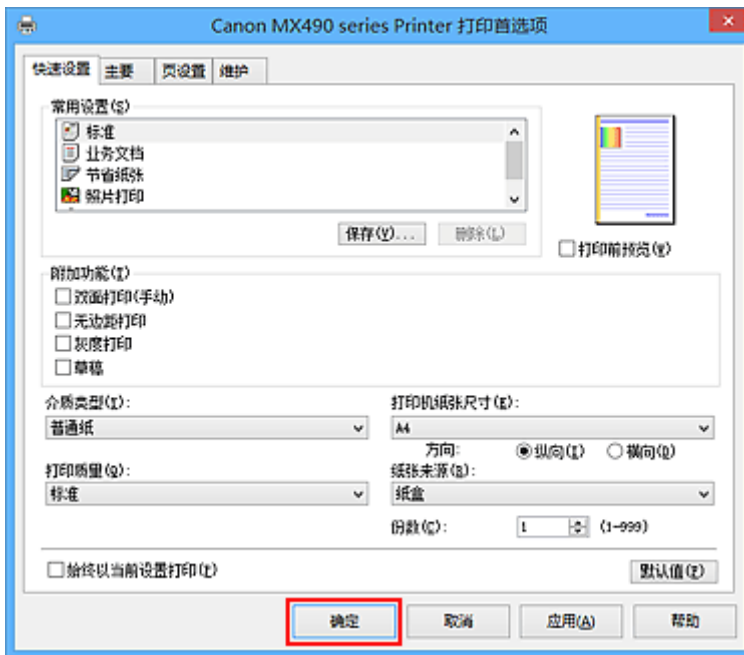 Canon MX490 series Printer 打印首选项
快速设置 主要 页设置 维护
常用设置(S)
标准
业务文档
节省纸张
照片打印
保存(V)... 删除(L)
打印前预览(W)
附加功能(I)
双面打印(手动)
无边距打印
灰度打印
草稿
介质类型(I): 打印机纸张尺寸(E):
普通纸 A4
方向: 纵向(I) 横向(D)
打印质量(Q): 纸张来源(B):
标准 纸盒
份数(C): 1 (1-999)
始终以当前设置打印(T)
默认值(F)
确定 取消 应用(A) 帮助